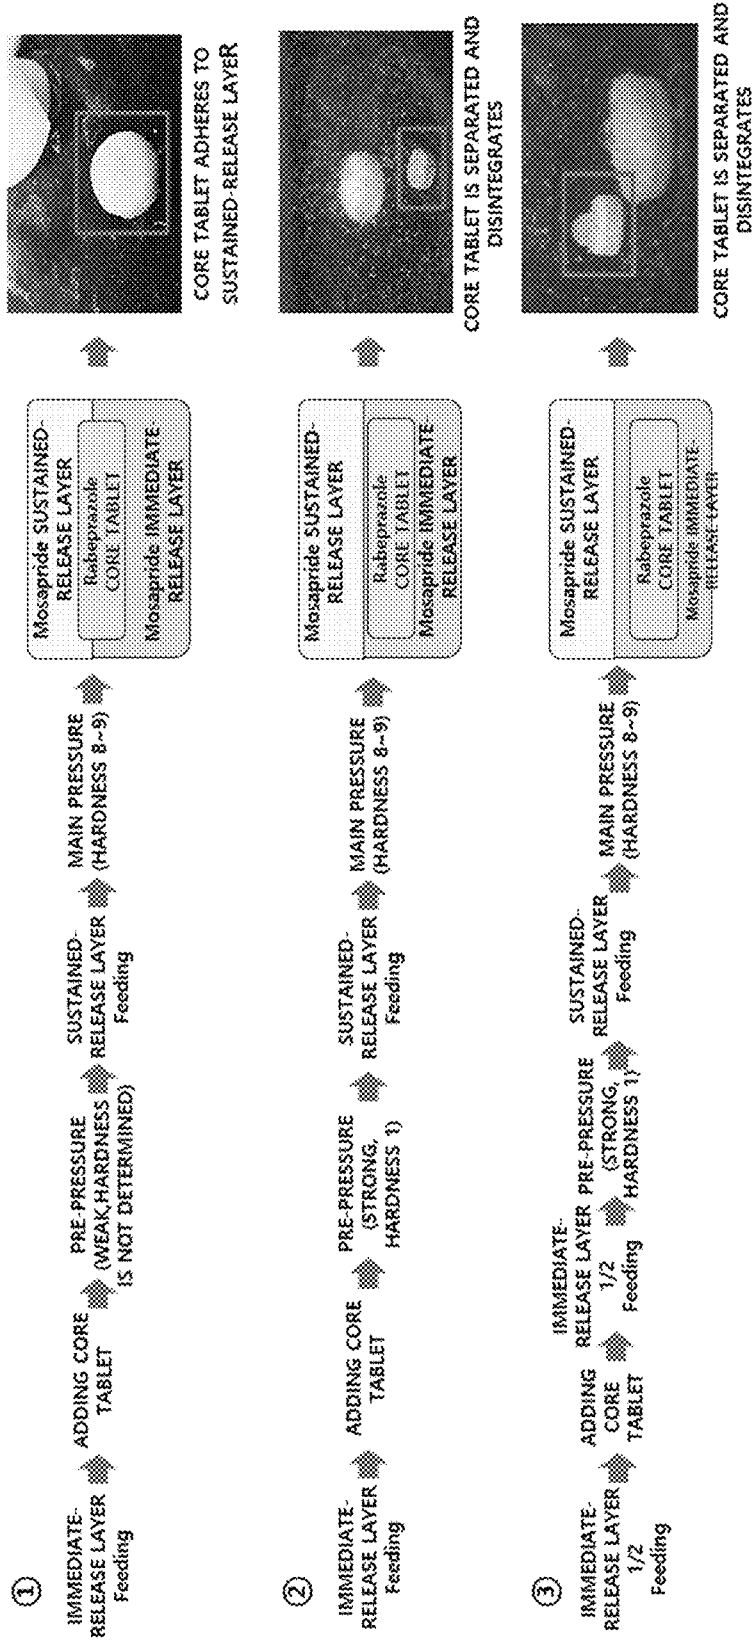 ①
IMMEDIATE-
RELEASE LAYER
Feeding
ADDING CORE
TABLET
PRE-PRESSURE
(WEAK,HARDNESS
IS NOT DETERMINED)
SUSTAINED-
RELEASE LAYER
Feeding
MAIN PRESSURE
(HARDNESS 8~9)
Mosapride SUSTAINED-
RELEASE LAYER
Rabeprazole
CORE TABLET
Mosapride IMMEDIATE
RELEASE LAYER
CORE TABLET ADHERES TO
SUSTAINED-RELEASE LAYER
②
IMMEDIATE-
RELEASE LAYER
Feeding
ADDING CORE
TABLET
PRE-PRESSURE
(STRONG,
HARDNESS 1)
SUSTAINED-
RELEASE LAYER
Feeding
MAIN PRESSURE
(HARDNESS 8~9)
Mosapride SUSTAINED-
RELEASE LAYER
Rabeprazole
CORE TABLET
Mosapride IMMEDIATE-
RELEASE LAYER
CORE TABLET IS SEPARATED AND
DISINTEGRATES
③
IMMEDIATE-
RELEASE LAYER
1/2
Feeding
ADDING
CORE
TABLET
IMMEDIATE-
RELEASE LAYER
1/2
Feeding
PRE-PRESSURE
(STRONG,
HARDNESS 1)
SUSTAINED-
RELEASE LAYER
Feeding
MAIN PRESSURE
(HARDNESS 8~9)
Mosapride SUSTAINED-
RELEASE LAYER
Rabeprazole
CORE TABLET
Mosapride IMMEDIATE-
RELEASE LAYER
CORE TABLET IS SEPARATED AND
DISINTEGRATES